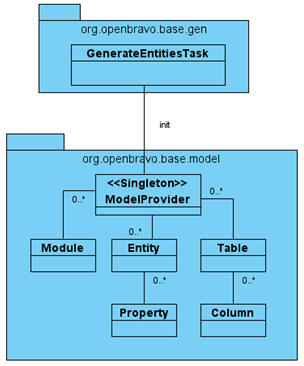 org.openbravo.base.gen
GenerateEntitiesTask
init
org.openbravo.base.model
<<Singleton>>
ModelProvider
0..*
0..*
0..*
Module
Entity
Table
0..*
0..*
Property
Column